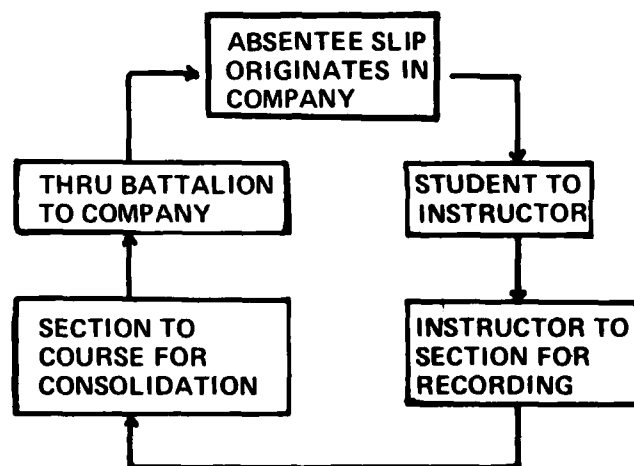 ABSENTEE SLIP
ORIGINATES IN
COMPANY
STUDENT TO
INSTRUCTOR
INSTRUCTOR TO
SECTION FOR
RECORDING
SECTION TO
COURSE FOR
CONSOLIDATION
THRU BATTALION
TO COMPANY